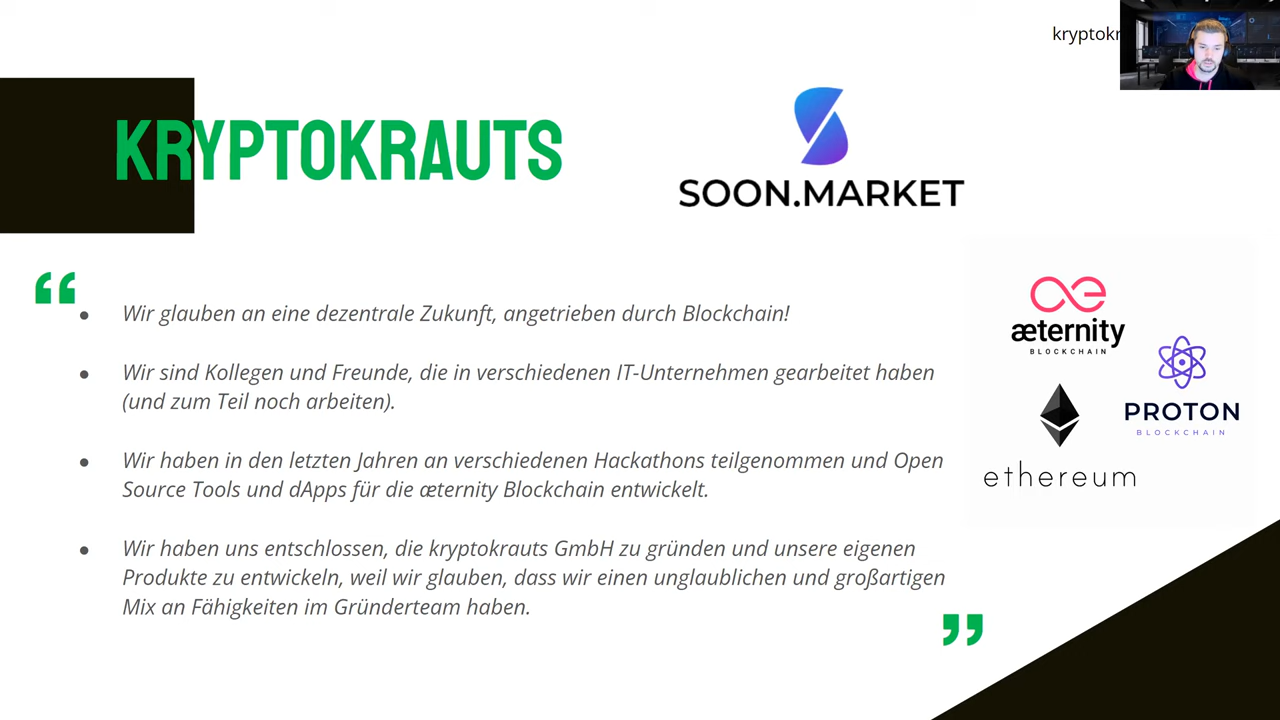 kryptokr
KRYPTOKRAUTS
SOON.MARKET
“
● Wir glauben an eine dezentrale Zukunft, angetrieben durch Blockchain!
● Wir sind Kollegen und Freunde, die in verschiedenen IT-Unternehmen gearbeitet haben
(und zum Teil noch arbeiten).
● Wir haben in den letzten Jahren an verschiedenen Hackathons teilgenommen und Open
Source Tools und dApps für die æternity Blockchain entwickelt.
● Wir haben uns entschlossen, die kryptokrauts GmbH zu gründen und unsere eigenen
Produkte zu entwickeln, weil wir glauben, dass wir einen unglaublichen und großartigen
Mix an Fähigkeiten im Gründerteam haben.
”
æternity
BLOCKCHAIN
PROTON
BLOCKCHAIN
ethereum